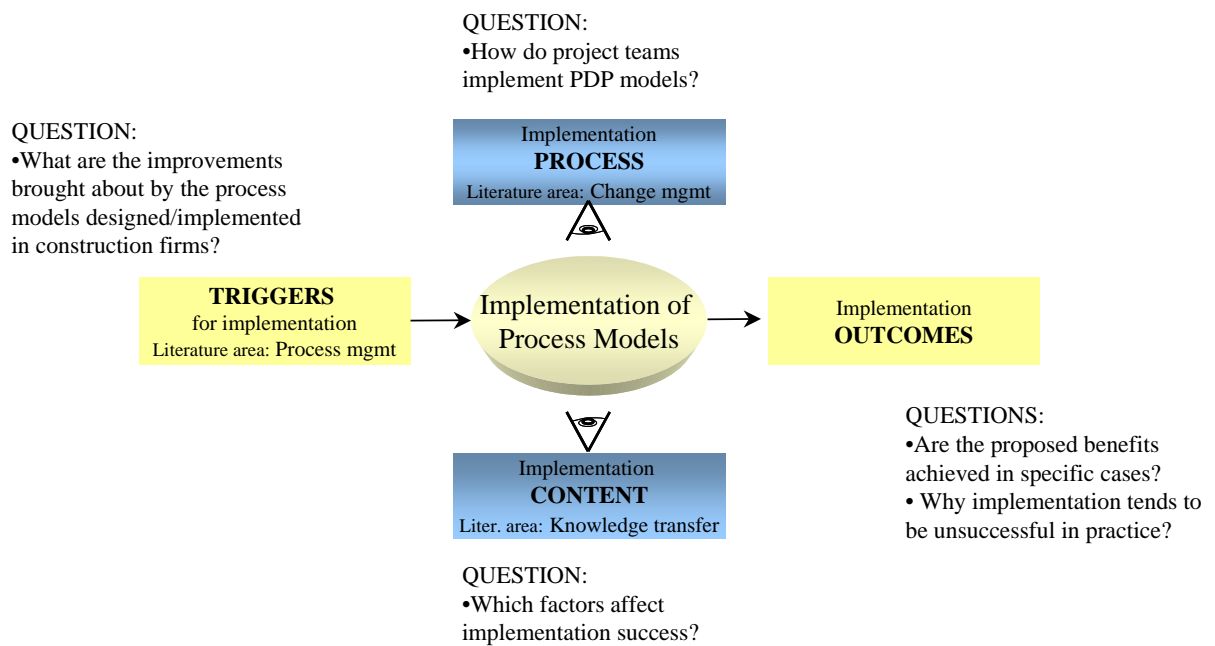 QUESTION:
•How do project teams
implement PDP models?
QUESTION:
•What are the improvements
brought about by the process
models designed/implemented
in construction firms?
Implementation
PROCESS
Literature area: Change mgmt
TRIGGERS
for implementation
Literature area: Process mgmt
Implementation of
Process Models
Implementation
OUTCOMES
Implementation
CONTENT
Liter. area: Knowledge transfer
QUESTIONS:
•Are the proposed benefits
achieved in specific cases?
• Why implementation tends to
be unsuccessful in practice?
QUESTION:
•Which factors affect
implementation success?